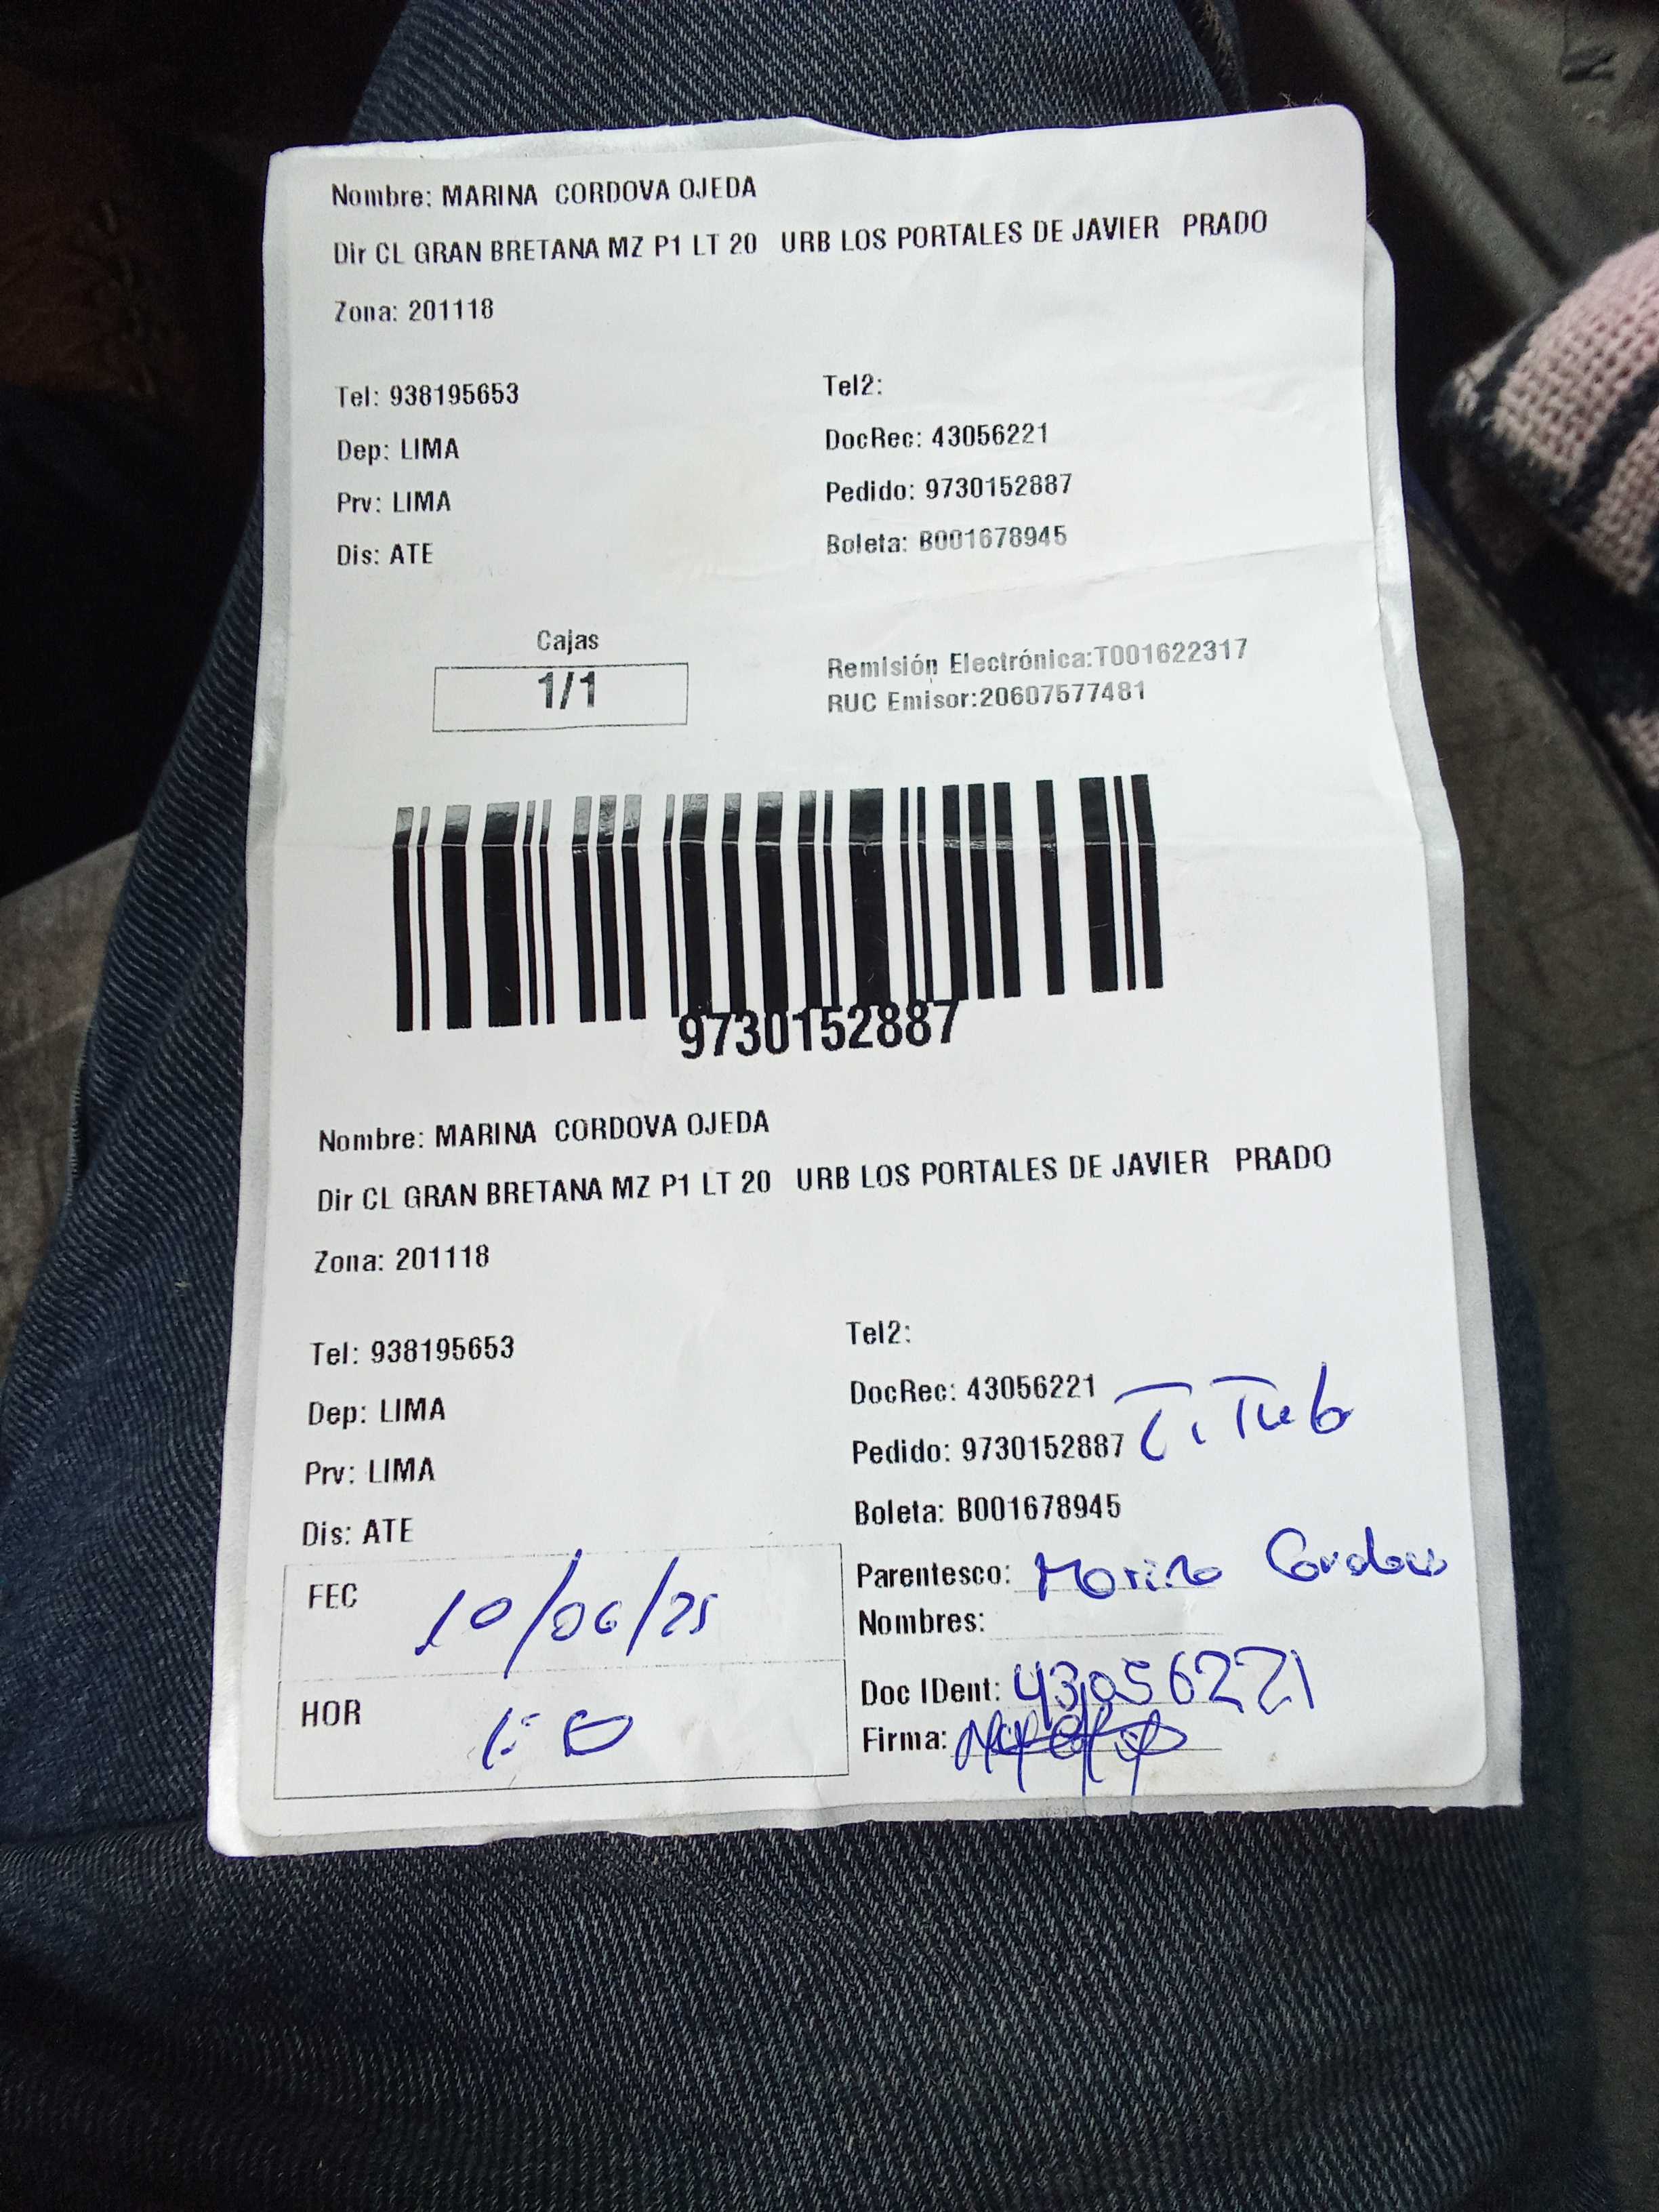 Nombre: MARINA CORDOVA OJEDA
Dir CL GRAN BRETANA MZ P1 LT 20 URB LOS PORTALES DE JAVIER PRADO
Zona: 201118
Tel: 938195653
Tel2:
Dep: LIMA
DocRec: 43056221
Prv: LIMA
Pedido: 9730152887
Dis: ATE
Boleta: B001678945
Cajas
1/1
Remisión Electrónica:T001622317
RUC Emisor:20607577481
9730152887
Nombre: MARINA CORDOVA OJEDA
Dir CL GRAN BRETANA MZ P1 LT 20 URB LOS PORTALES DE JAVIER PRADO
Zona: 201118
Tel: 938195653
Tel2:
Dep: LIMA
DocRec: 43056221
Prv: LIMA
Pedido: 9730152887
Dis: ATE
Boleta: B001678945
FEC 10/06/25
Parentesco: Marina Cordova
Nombres:
HOR
Doc IDent: 43056221
Firma: